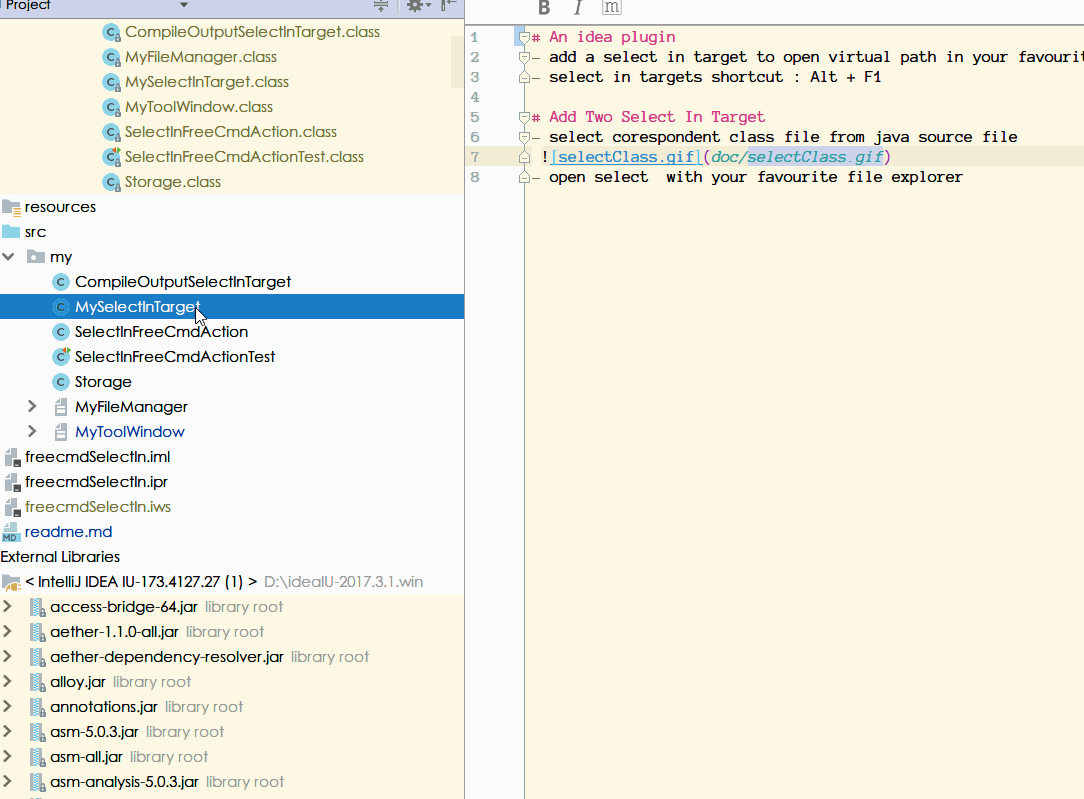 Project
CompileOutputSelectInTarget.class
MyFileManager.class
MySelectInTarget.class
MyToolWindow.class
SelectInFreeCmdAction.class
SelectInFreeCmdActionTest.class
Storage.class
resources
src
my
CompileOutputSelectInTarget
MySelectInTarget
SelectInFreeCmdAction
SelectInFreeCmdActionTest
Storage
MyFileManager
MyToolWindow
freecmdSelectIn.iml
freecmdSelectIn.ipr
freecmdSelectIn.iws
readme.md
External Libraries
< IntelliJ IDEA IU-173.4127.27 (1) > D:\ideaIU-2017.3.1.win
access-bridge-64.jar library root
aether-1.1.0-all.jar library root
aether-dependency-resolver.jar library root
alloy.jar library root
annotations.jar library root
asm-5.0.3.jar library root
asm-all.jar library root
asm-analysis-5.0.3.jar library root
B I m
1 # An idea plugin
2 - add a select in target to open virtual path in your favourit
3 - select in targets shortcut : Alt + F1
4
5 # Add Two Select In Target
6 - select corespondent class file from java source file
7 ![selectClass.gif](doc/selectClass.gif)
8 - open select  with your favourite file explorer